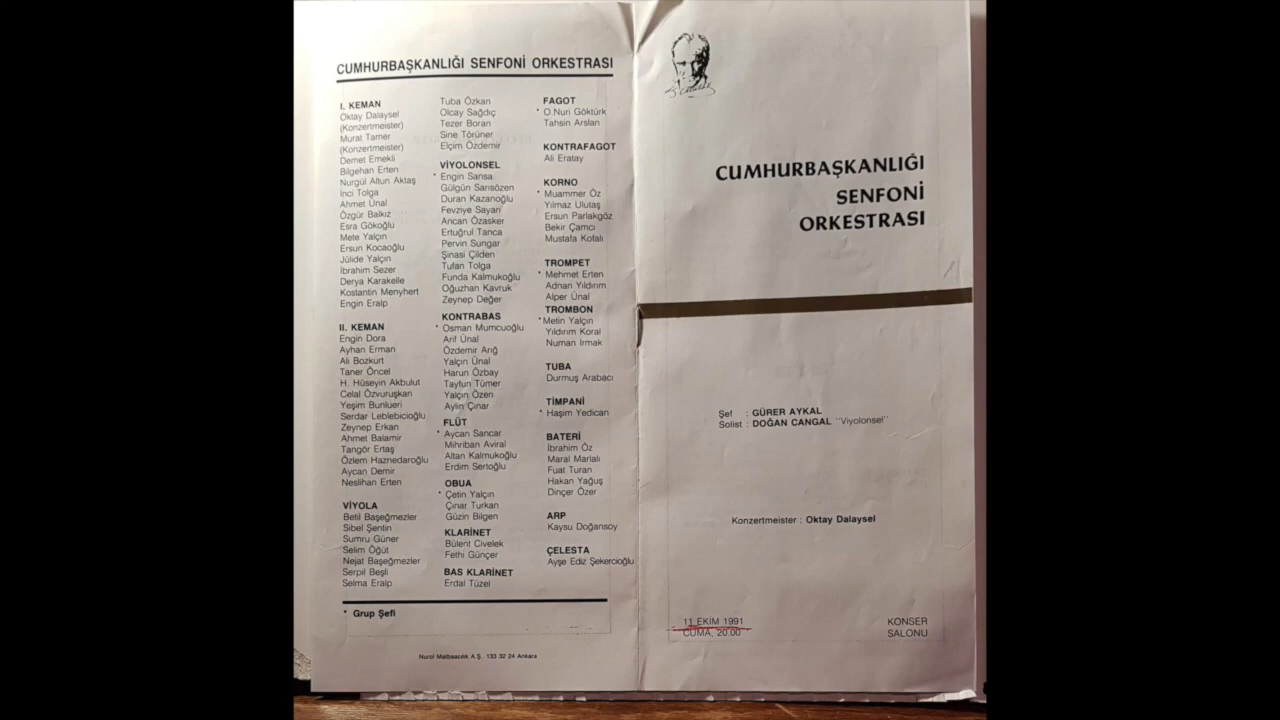 CUMHURBAŞKANLIĞI SENFONİ ORKESTRASI
I. KEMAN
Oktay Dalaysel
(Konzertmeister)
Murat Tamer
(Konzertmeister)
Demet Emekli
Bilgehan Erten
Nurgül Altun Aktaş
İnci Tolga
Ahmet Ünal
Özgür Balkız
Esra Gökoğlu
Mete Yalçın
Ersun Kocaoğlu
Jülide Yalçın
İbrahim Sezer
Derya Karakelle
Kostantin Menyhert
Engin Eralp
II. KEMAN
Engin Dora
Ayhan Erman
Ali Bozkurt
Taner Öncel
H. Hüseyin Akbulut
Celal Özvuruşkan
Yeşim Bunlueri
Serdar Leblebicioğlu
Zeynep Erkan
Ahmet Balamir
Tangör Ertaş
Özlem Haznedaroğlu
Aycan Demir
Neslihan Erten
VİYOLA
Betil Başeğmezler
Sibel Şentin
Sumru Güner
Selim Öğüt
Nejat Başeğmezler
Serpil Beşli
Selma Eralp
Tuba Özkan
Olcay Sağdıç
Tezer Boran
Sine Törüner
Elçim Özdemir
VİYOLONSEL
* Engin Sansa
Gülgün Sarısözen
Duran Kazanoğlu
Fevziye Sayarı
Arıcan Özasker
Ertuğrul Tanca
Pervin Sungar
Şinasi Çilden
Tufan Tolga
Funda Kalmukoğlu
Oğuzhan Kavruk
Zeynep Değer
KONTRABAS
* Osman Mumcuoğlu
Arif Ünal
Özdemir Arığ
Yalçın Ünal
Harun Özbay
Tayfun Tümer
Yalçın Özen
Aylin Çınar
FLÜT
* Aycan Sancar
Mihriban Aviral
Altan Kalmukoğlu
Erdim Sertoğlu
OBUA
* Çetin Yalçın
Çınar Turkan
Güzin Bilgen
KLARİNET
Bülent Civelek
Fethi Günçer
BAS KLARİNET
Erdal Tüzel
FAGOT
* O.Nuri Göktürk
Tahsin Arslan
KONTRAFAGOT
Ali Eratay
KORNO
* Muammer Öz
Yılmaz Ulutaş
Ersun Parlakgöz
Bekir Çamcı
Mustafa Kofalı
TROMPET
* Mehmet Erten
Adnan Yıldırım
Alper Ünal
TROMBON
* Metin Yalçın
Yıldırım Koral
Numan Irmak
TUBA
Durmuş Arabacı
TİMPANİ
* Haşim Yedican
BATERİ
İbrahim Öz
Maral Marlalı
Fuat Turan
Hakan Yağuş
Dinçer Özer
ARP
Kaysu Doğansoy
ÇELESTA
Ayşe Ediz Şekercioğlu
* Grup Şefi
Nurol Matbaacılık A.Ş. 133 32 24 Ankara
CUMHURBAŞKANLIĞI
SENFONİ
ORKESTRASI
Şef : GÜRER AYKAL
Solist : DOĞAN CANGAL "Viyolonsel"
Konzertmeister : Oktay Dalaysel
11 EKIM 1991
CUMA, 20.00
KONSER
SALONU